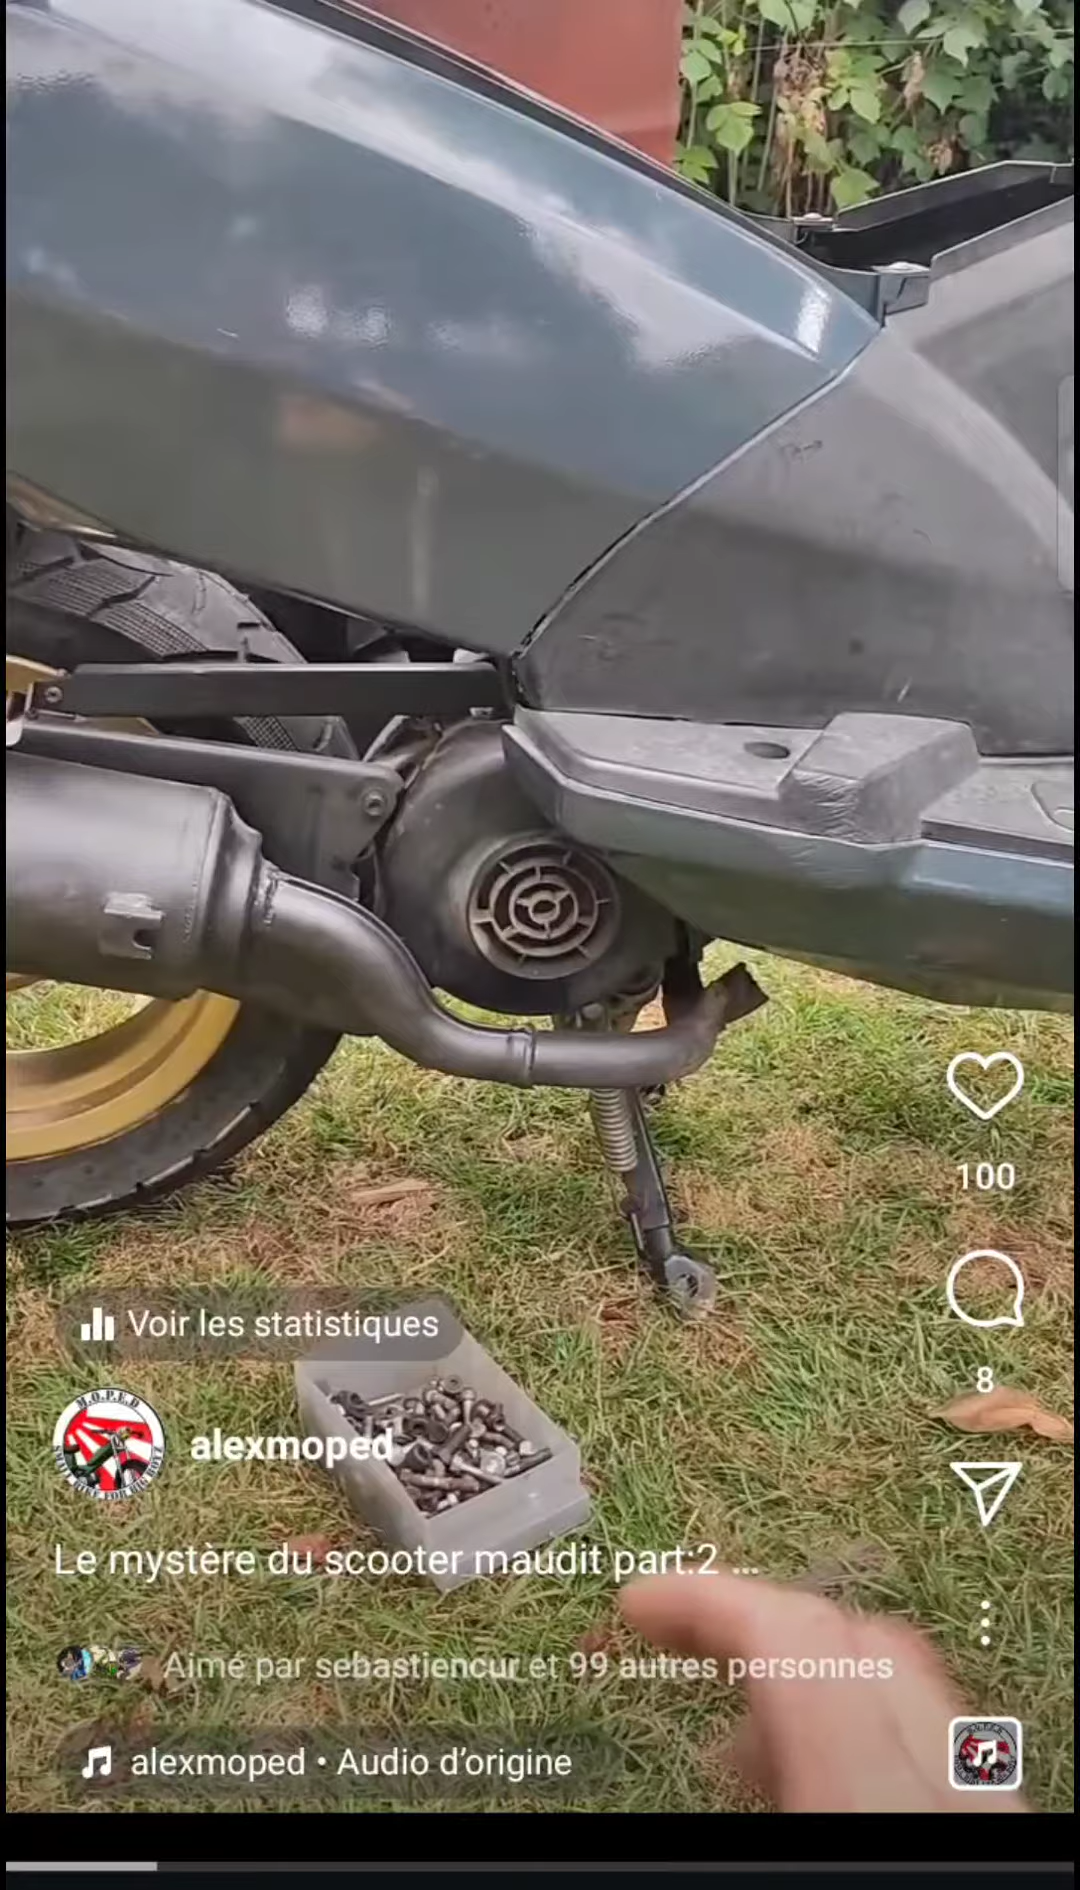 100
Voir les statistiques
8
M.O.P.E.D
alexmoped
Le mystère du scooter maudit part:2 ...
Aimé par sebastiencur et 99 autres personnes
alexmoped • Audio d'origine